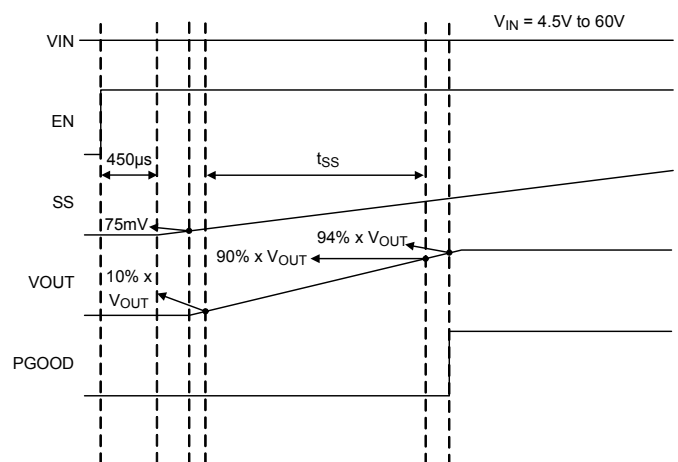 V_IN = 4.5V to 60V
VIN
EN
450µs
t_SS
SS
75mV
94% x V_OUT
90% x V_OUT
VOUT
10% x
V_OUT
PGOOD